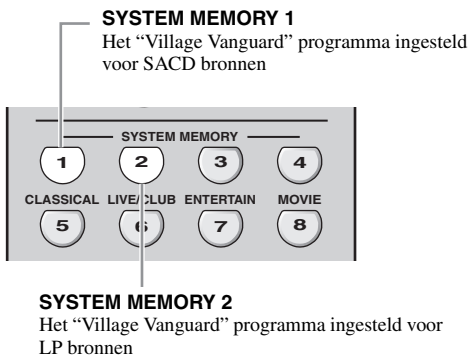 SYSTEM MEMORY 1
Het “Village Vanguard” programma ingesteld
voor SACD bronnen
SYSTEM MEMORY
1 2 3 4
CLASSICAL LIVE/CLUB ENTERTAIN MOVIE
5 6 7 8
SYSTEM MEMORY 2
Het “Village Vanguard” programma ingesteld voor
LP bronnen